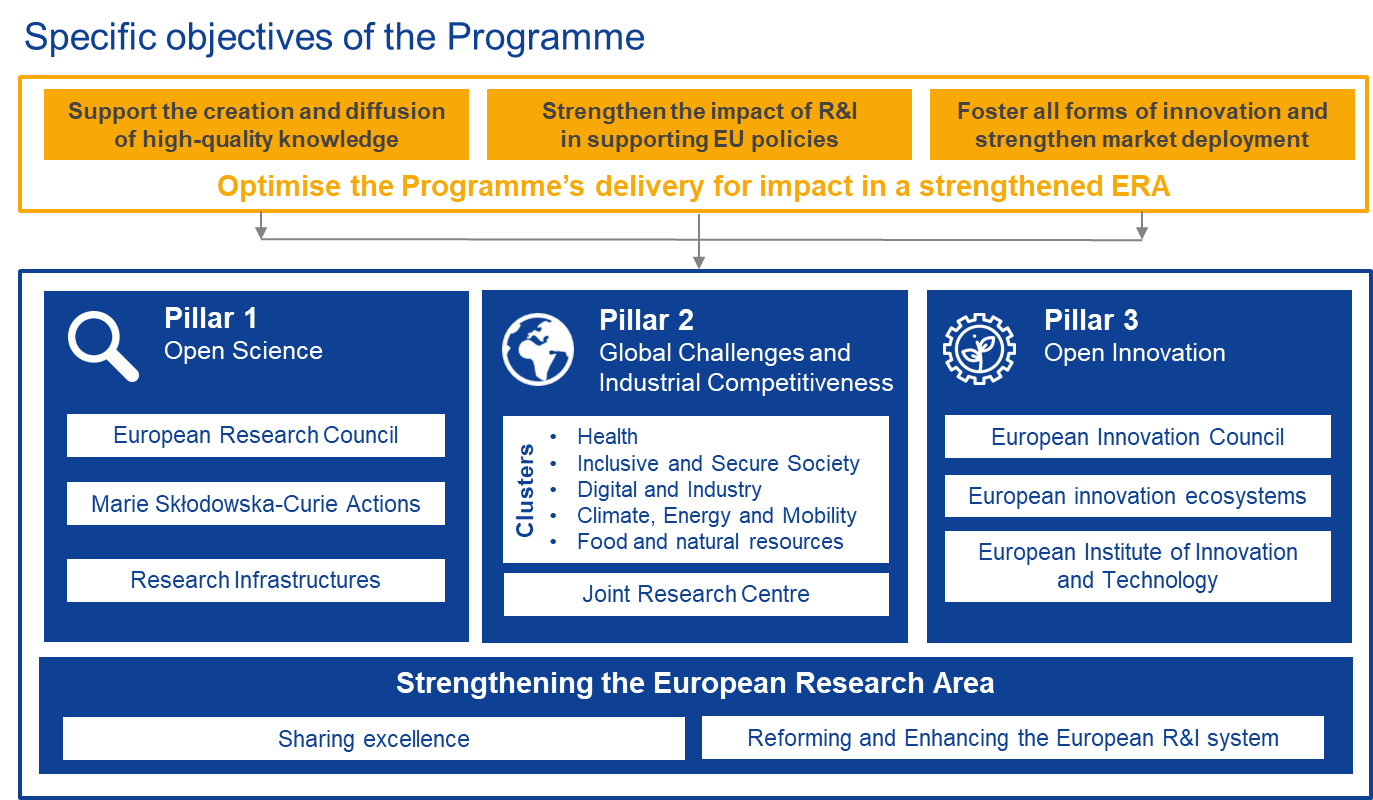 Specific objectives of the Programme
Support the creation and diffusion
of high-quality knowledge
Strengthen the impact of R&I
in supporting EU policies
Foster all forms of innovation and
strengthen market deployment
Optimise the Programme's delivery for impact in a strengthened ERA
Pillar 1
Open Science
European Research Council
Marie Skłodowska-Curie Actions
Research Infrastructures
Pillar 2
Global Challenges and
Industrial Competitiveness
Clusters
• Health
• Inclusive and Secure Society
• Digital and Industry
• Climate, Energy and Mobility
• Food and natural resources
Joint Research Centre
Pillar 3
Open Innovation
European Innovation Council
European innovation ecosystems
European Institute of Innovation
and Technology
Strengthening the European Research Area
Sharing excellence
Reforming and Enhancing the European R&I system